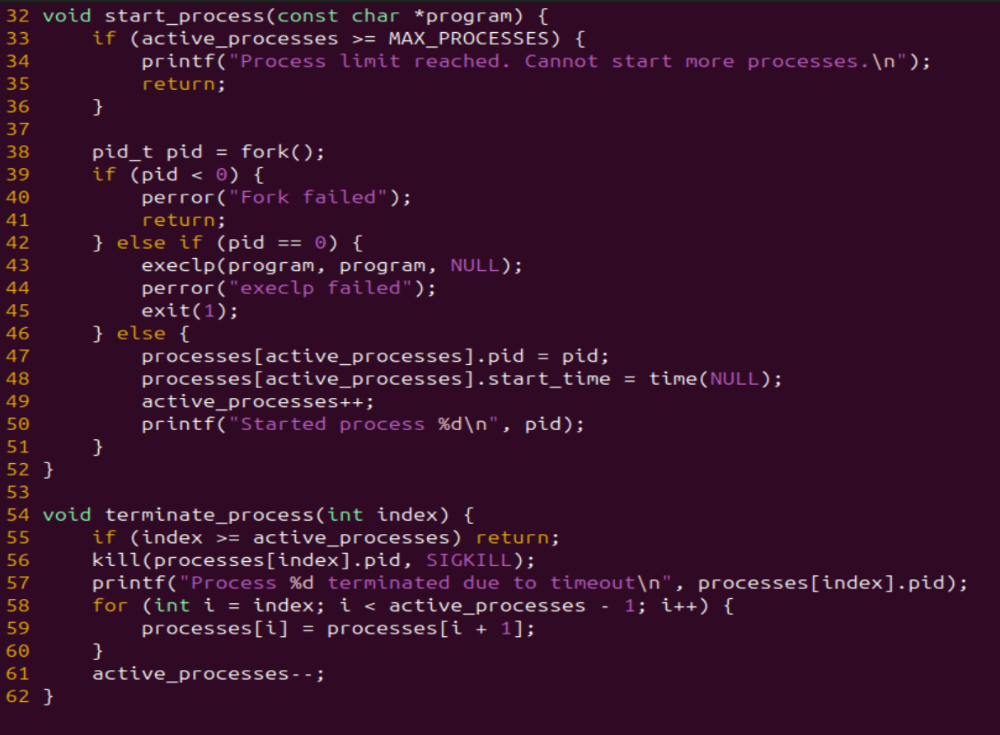 32 void start_process(const char *program) {
33     if (active_processes >= MAX_PROCESSES) {
34         printf("Process limit reached. Cannot start more processes.\n");
35         return;
36     }
37
38     pid_t pid = fork();
39     if (pid < 0) {
40         perror("Fork failed");
41         return;
42     } else if (pid == 0) {
43         execlp(program, program, NULL);
44         perror("execlp failed");
45         exit(1);
46     } else {
47         processes[active_processes].pid = pid;
48         processes[active_processes].start_time = time(NULL);
49         active_processes++;
50         printf("Started process %d\n", pid);
51     }
52 }
53
54 void terminate_process(int index) {
55     if (index >= active_processes) return;
56     kill(processes[index].pid, SIGKILL);
57     printf("Process %d terminated due to timeout\n", processes[index].pid);
58     for (int i = index; i < active_processes - 1; i++) {
59         processes[i] = processes[i + 1];
60     }
61     active_processes--;
62 }